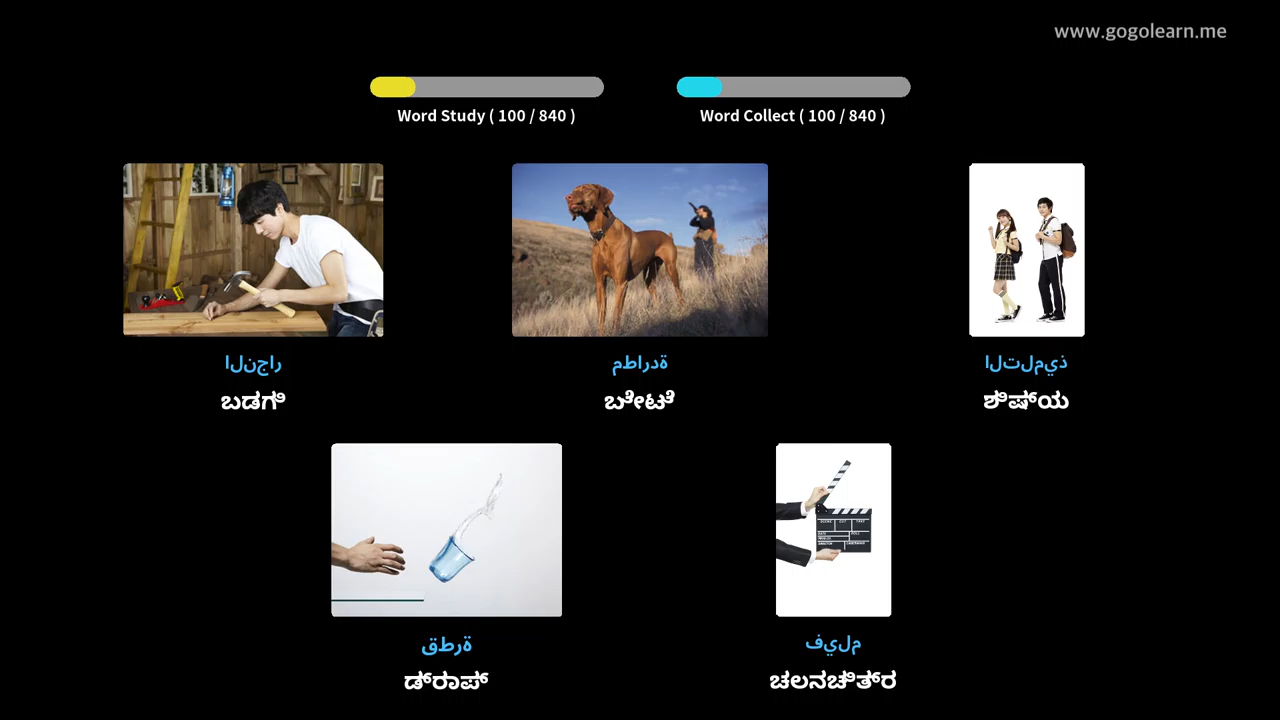 www.gogolearn.me
Word Study ( 100 / 840 )
Word Collect ( 100 / 840 )
النجار
ಬಡಗಿ
مطاردة
ಬೇಟೆ
التلميذ
ಶಿಷ್ಯ
قطرة
ಡ್ರಾಪ್
فيلم
ಚಲನಚಿತ್ರ